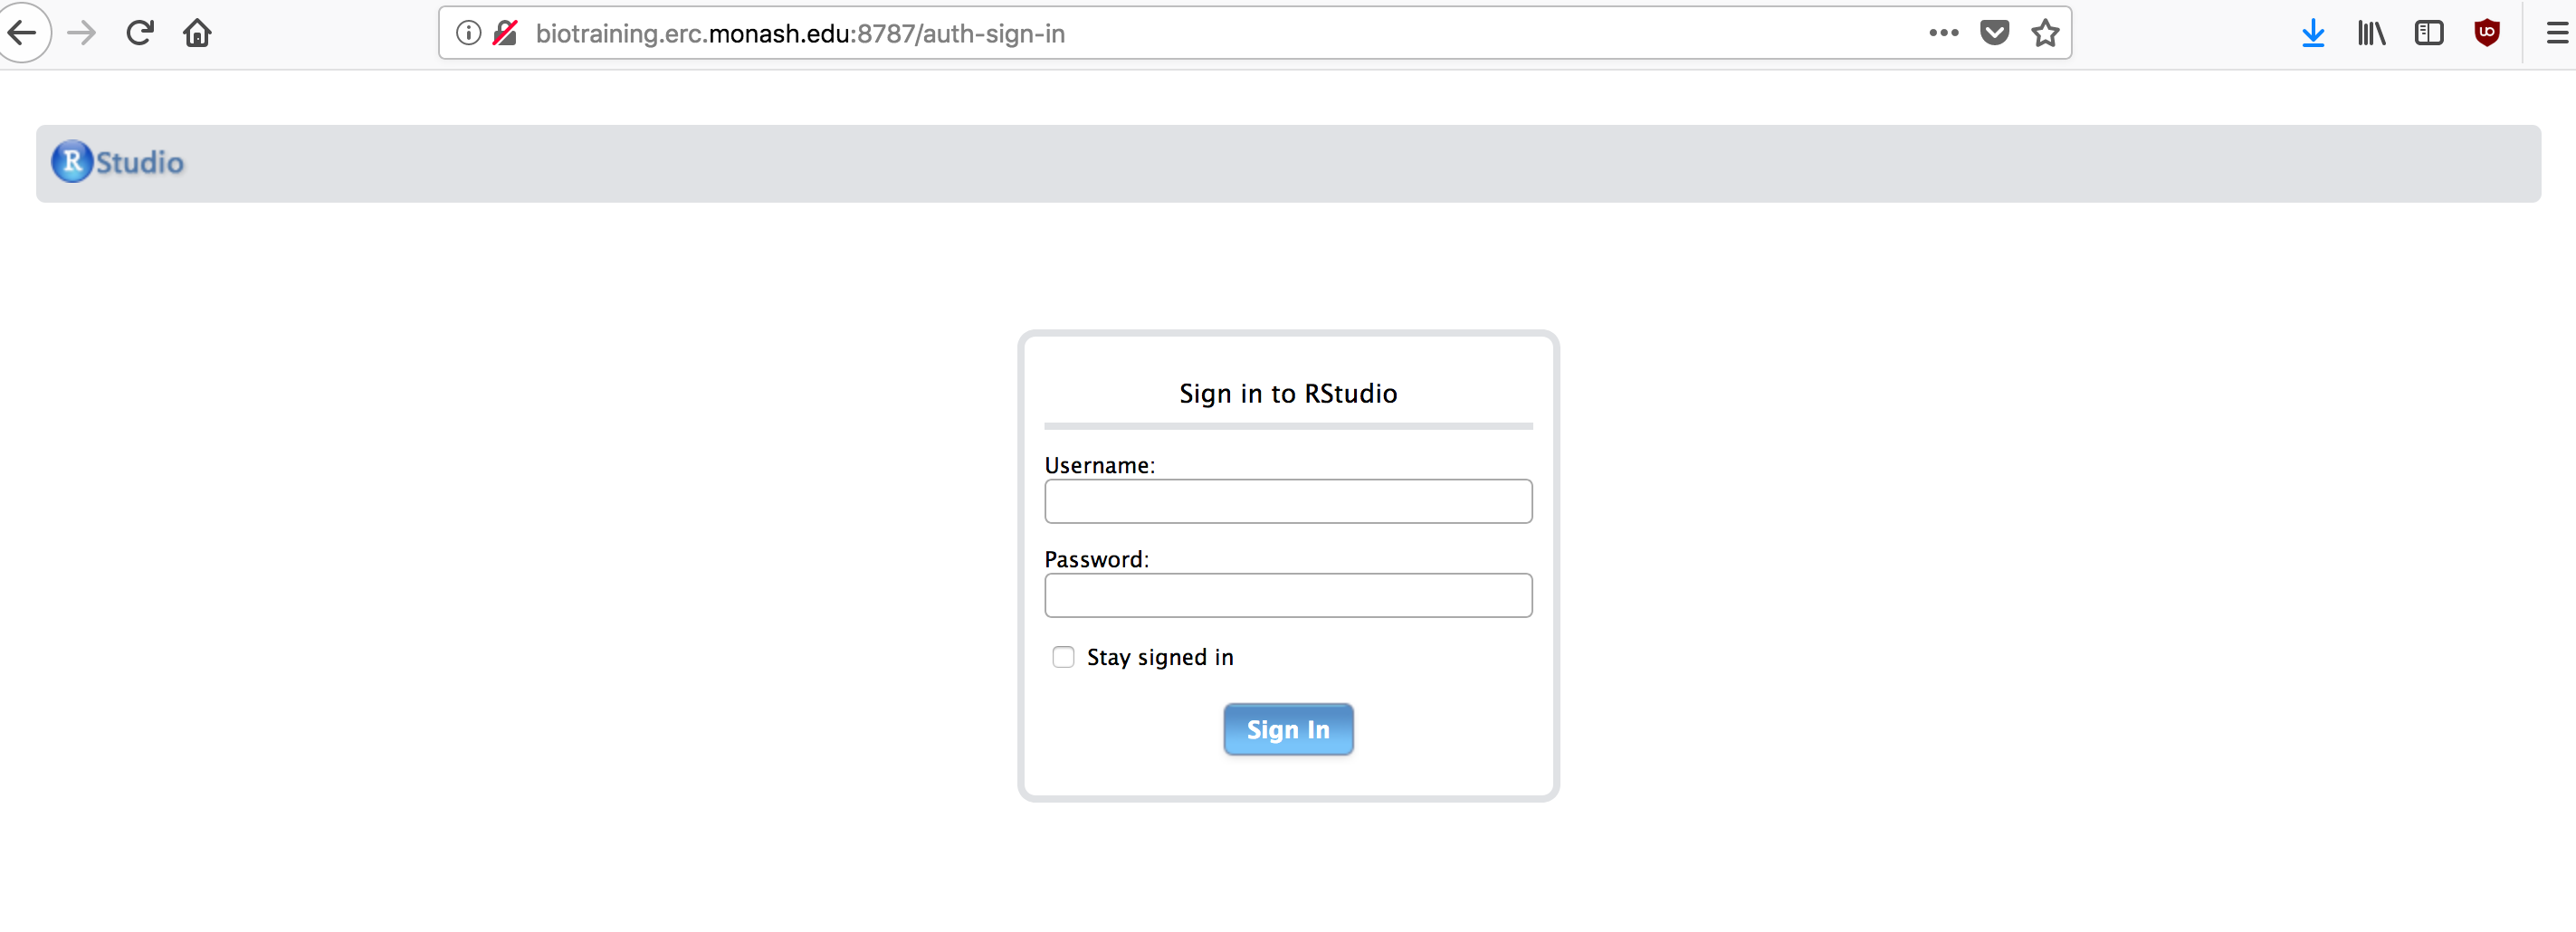 biotraining.erc.monash.edu:8787/auth-sign-in
R Studio
Sign in to RStudio
Username:
Password:
Stay signed in
Sign In